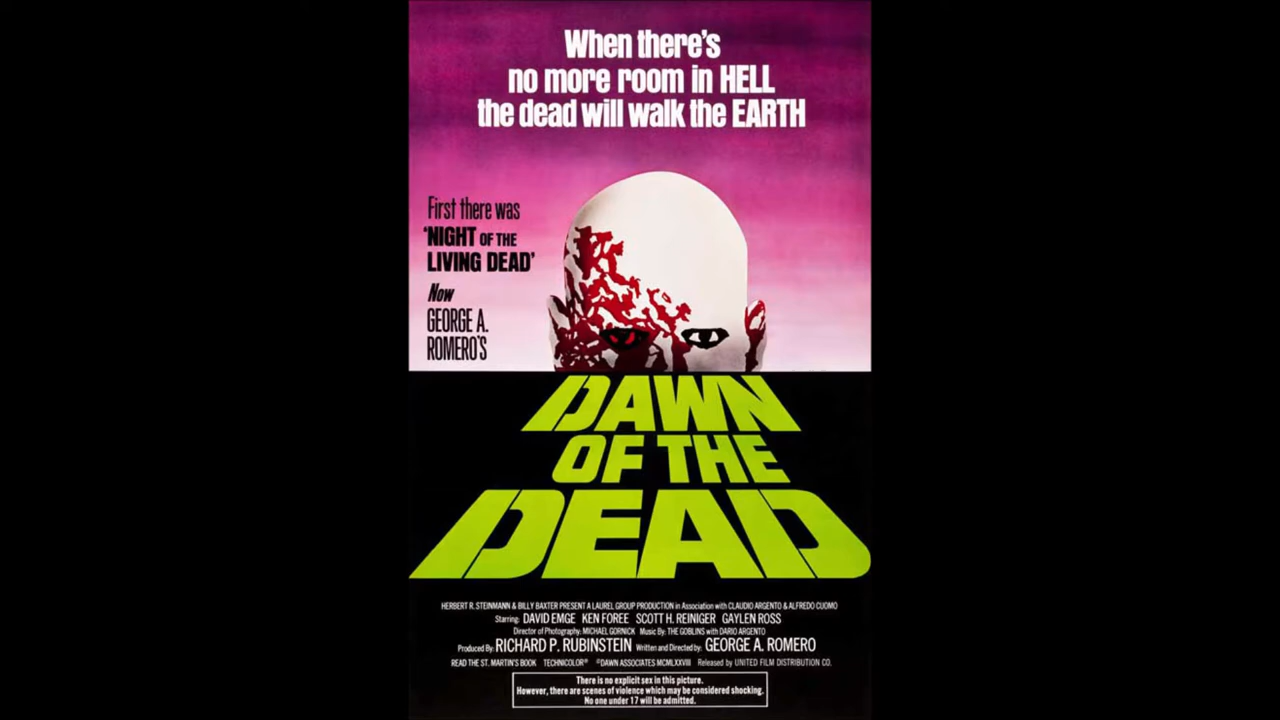 When there's
no more room in HELL
the dead will walk the EARTH
First there was
'NIGHT OF THE
LIVING DEAD'
Now
GEORGE A.
ROMERO'S
DAWN
OF THE
DEAD
HERBERT R. STEINMANN & BILLY BAXTER PRESENT A LAUREL GROUP PRODUCTION in Association with CLAUDIO ARGENTO & ALFREDO CUOMO
Starring: DAVID EMGE KEN FOREE SCOTT H. REINIGER GAYLEN ROSS
Director of Photography: MICHAEL GORNICK Music By: THE GOBLINS with DARIO ARGENTO
Produced By: RICHARD P. RUBINSTEIN Written and Directed by: GEORGE A. ROMERO
READ THE ST. MARTIN'S BOOK TECHNICOLOR® ©DAWN ASSOCIATES MCMLXXVIII Released by UNITED FILM DISTRIBUTION CO.
There is no explicit sex in this picture.
However, there are scenes of violence which may be considered shocking.
No one under 17 will be admitted.